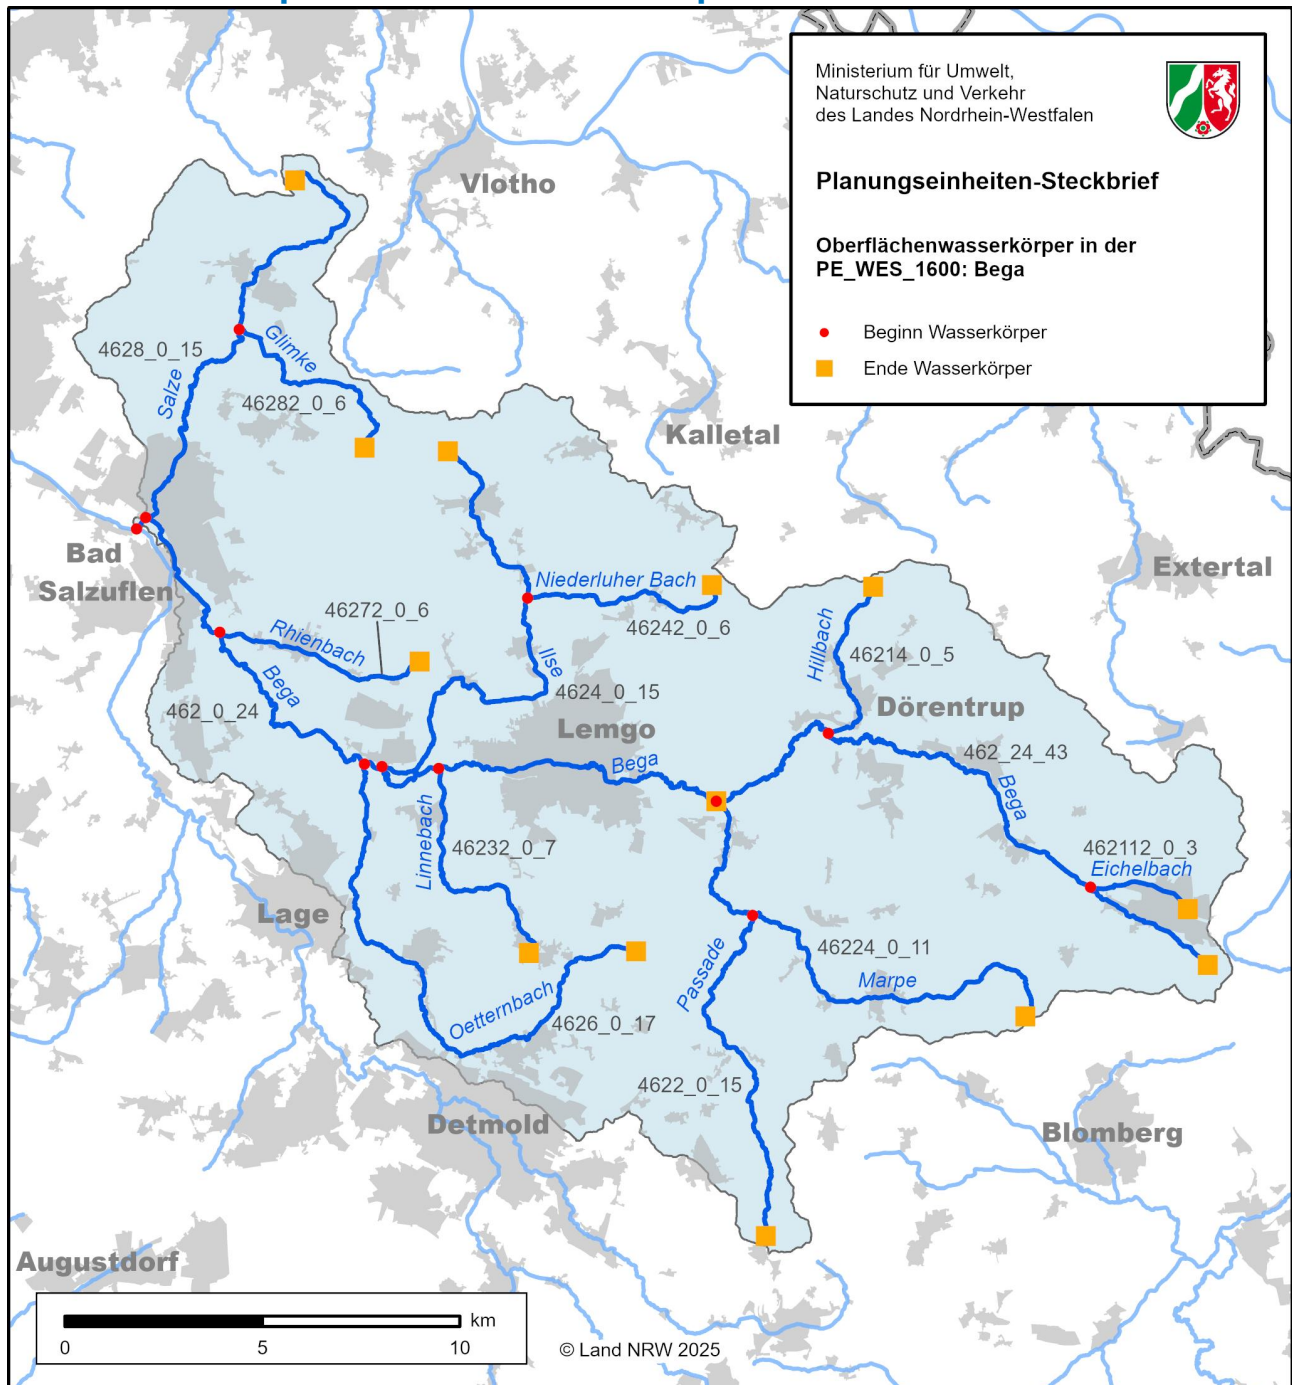 Ministerium für Umwelt,
Naturschutz und Verkehr
des Landes Nordrhein-Westfalen
Planungseinheiten-Steckbrief
Oberflächenwasserkörper in der
PE_WES_1600: Bega
Beginn Wasserkörper
Ende Wasserkörper
Vlotho
Glimke
4628_0_15
Salze
46282_0_6
Kalletal
Bad
Salzuflen
Extertal
Niederluher Bach
46272_0_6
46242_0_6
Rhienbach
Hillbach
46214_0_5
Ilse
Bega
4624_0_15
462_0_24
Dörentrup
Lemgo
462_24_43
Bega
Bega
Linnebach
46232_0_7
462112_0_3
Eichelbach
Lage
46224_0_11
Passade
Marpe
Oetternbach
4626_0_17
4622_0_15
Detmold
Blomberg
Augustdorf
km
0 5 10
© Land NRW 2025